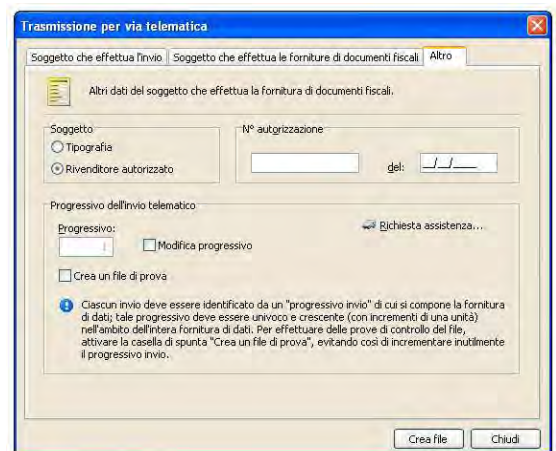 Trasmissione per via telematica
Soggetto che effettua l'invio
Soggetto che effettua le forniture di documenti fiscali
Altro
Altri dati del soggetto che effettua la fornitura di documenti fiscali.
Soggetto
Tipografia
Rivenditore autorizzato
N° autorizzazione
del: __/__/____
Progressivo dell'invio telematico
Progressivo:
1
Modifica progressivo
Richiesta assistenza...
Crea un file di prova
Ciascun invio deve essere identificato da un "progressivo invio" di cui si compone la fornitura
di dati; tale progressivo deve essere univoco e crescente (con incrementi di una unità)
nell'ambito dell'intera fornitura di dati. Per effettuare delle prove di controllo del file,
attivare la casella di spunta "Crea un file di prova", evitando così di incrementare inutilmente
il progressivo invio.
Crea file
Chiudi